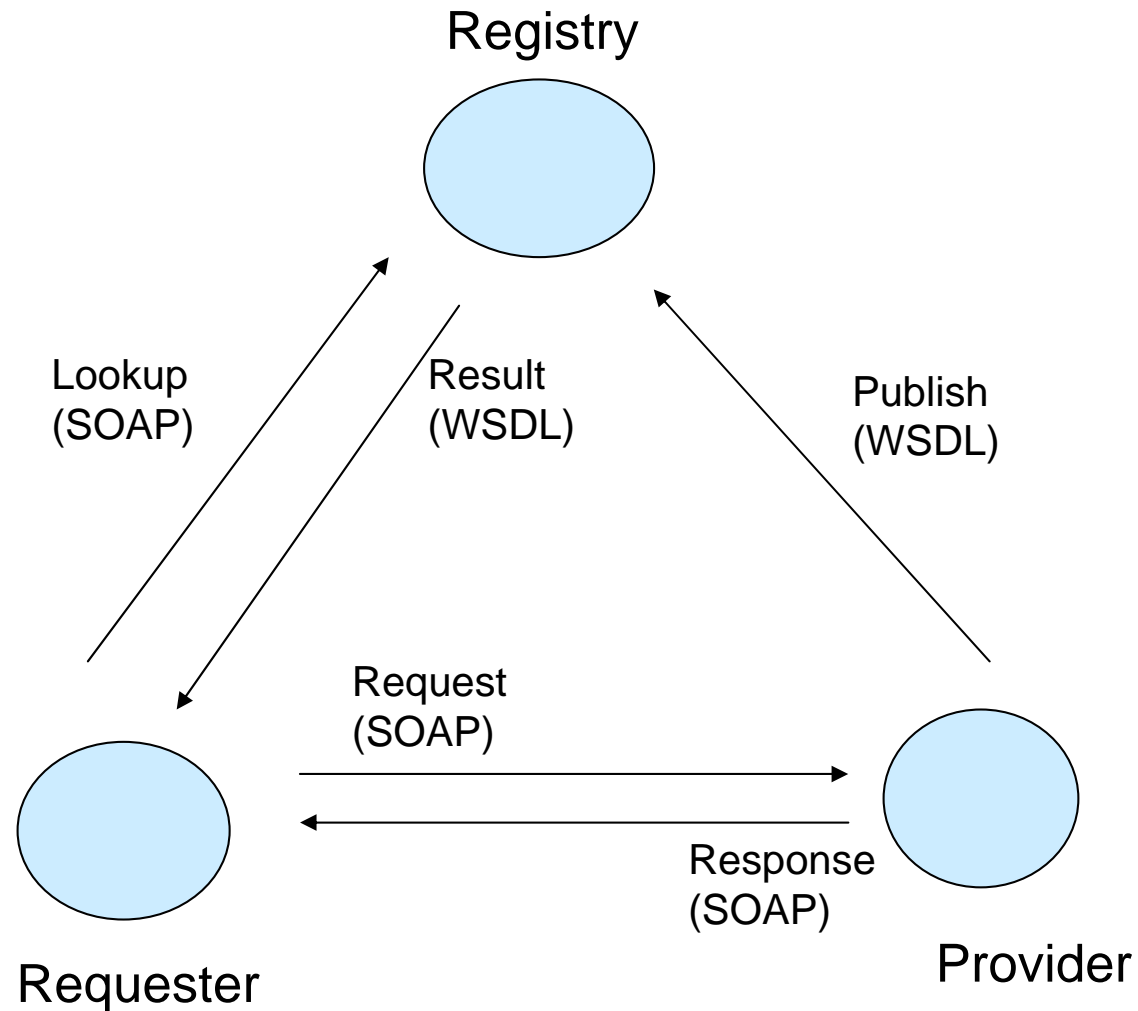 Registry
Lookup
(SOAP)
Result
(WSDL)
Publish
(WSDL)
Request
(SOAP)
Response
(SOAP)
Requester
Provider